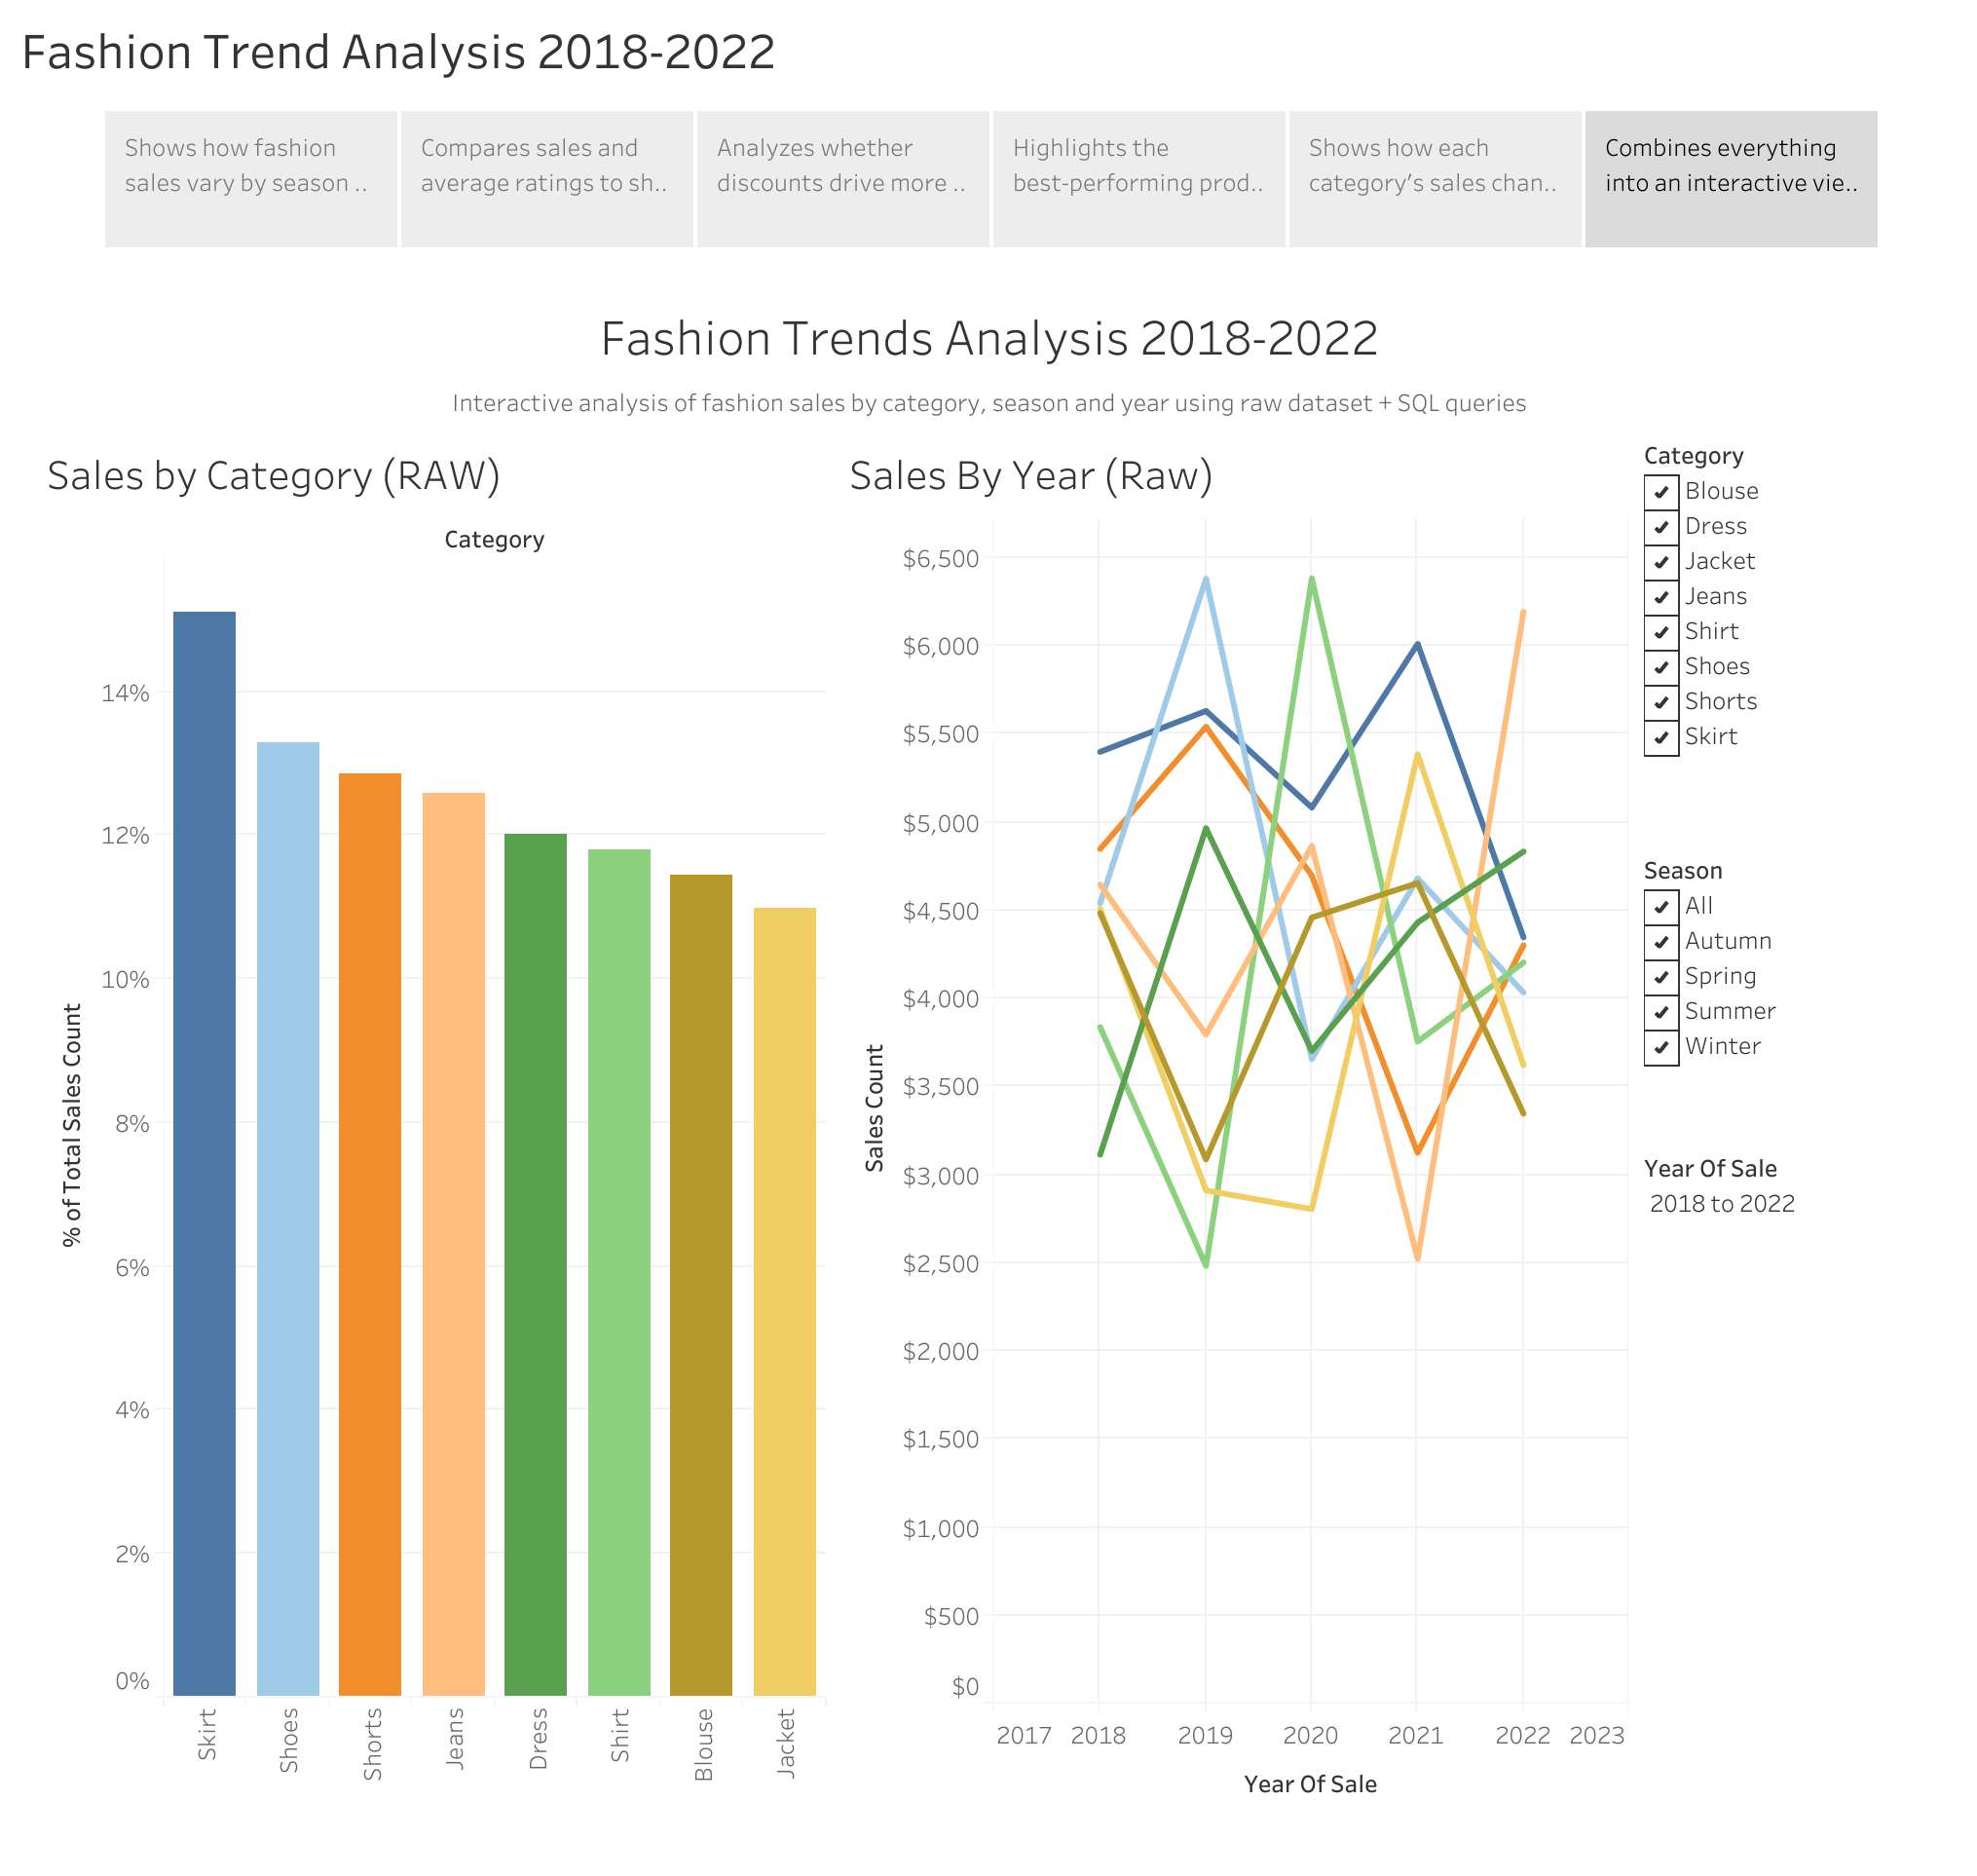 Fashion Trend Analysis 2018-2022
Shows how fashion
sales vary by season ..
Compares sales and
average ratings to sh..
Analyzes whether
discounts drive more ..
Highlights the
best-performing prod..
Shows how each
category's sales chan..
Combines everything
into an interactive vie..
Fashion Trends Analysis 2018-2022
Interactive analysis of fashion sales by category, season and year using raw dataset + SQL queries
Sales by Category (RAW)
Category
14%
12%
10%
8%
6%
4%
2%
0%
% of Total Sales Count
Skirt
Shoes
Shorts
Jeans
Dress
Shirt
Blouse
Jacket
Sales By Year (Raw)
$6,500
$6,000
$5,500
$5,000
$4,500
$4,000
$3,500
$3,000
$2,500
$2,000
$1,500
$1,000
$500
$0
Sales Count
2017 2018 2019 2020 2021 2022 2023
Year Of Sale
Category
Blouse
Dress
Jacket
Jeans
Shirt
Shoes
Shorts
Skirt
Season
All
Autumn
Spring
Summer
Winter
Year Of Sale
2018 to 2022